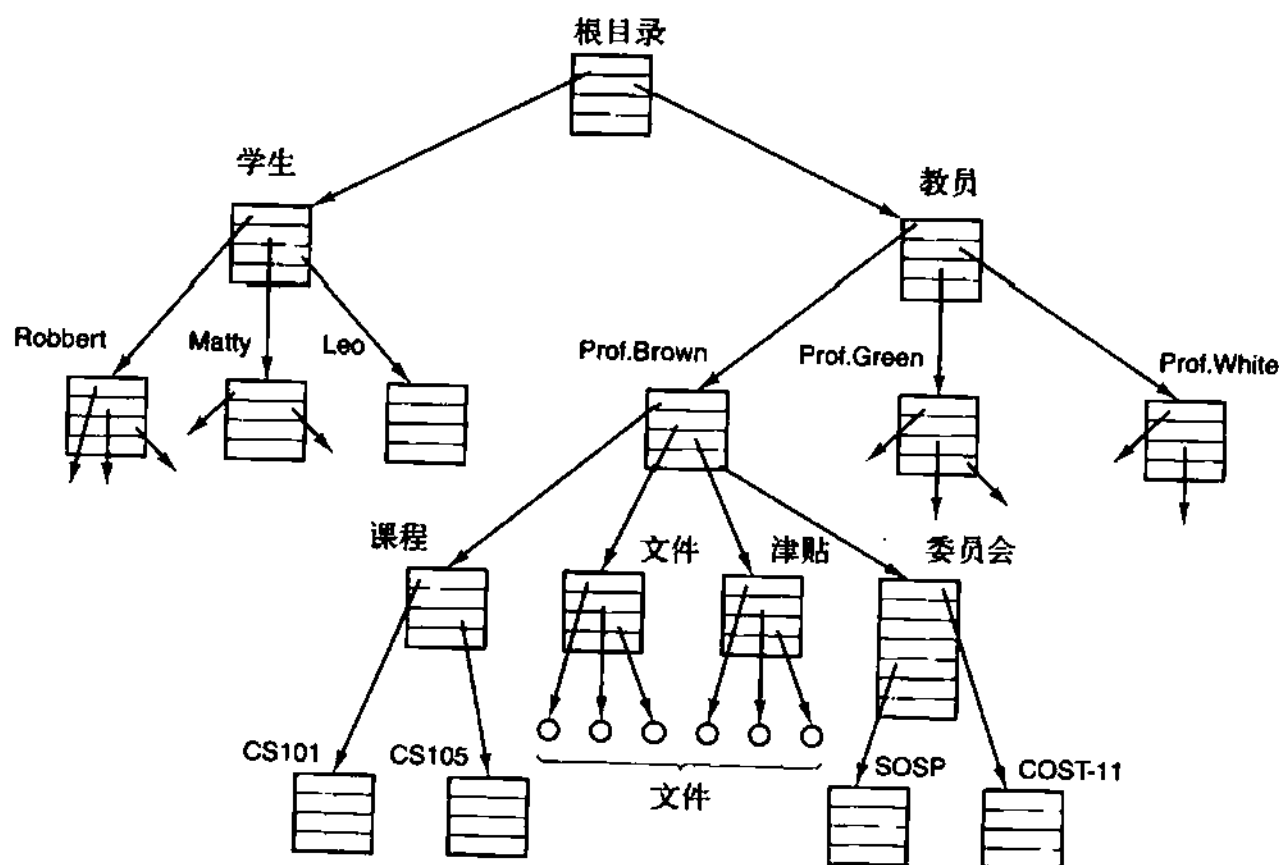 根目录
学生
教员
Robbert
Matty
Leo
Prof.Brown
Prof.Green
Prof.White
课程
文件
津贴
委员会
CS101
CS105
文件
SOSP
COST-11